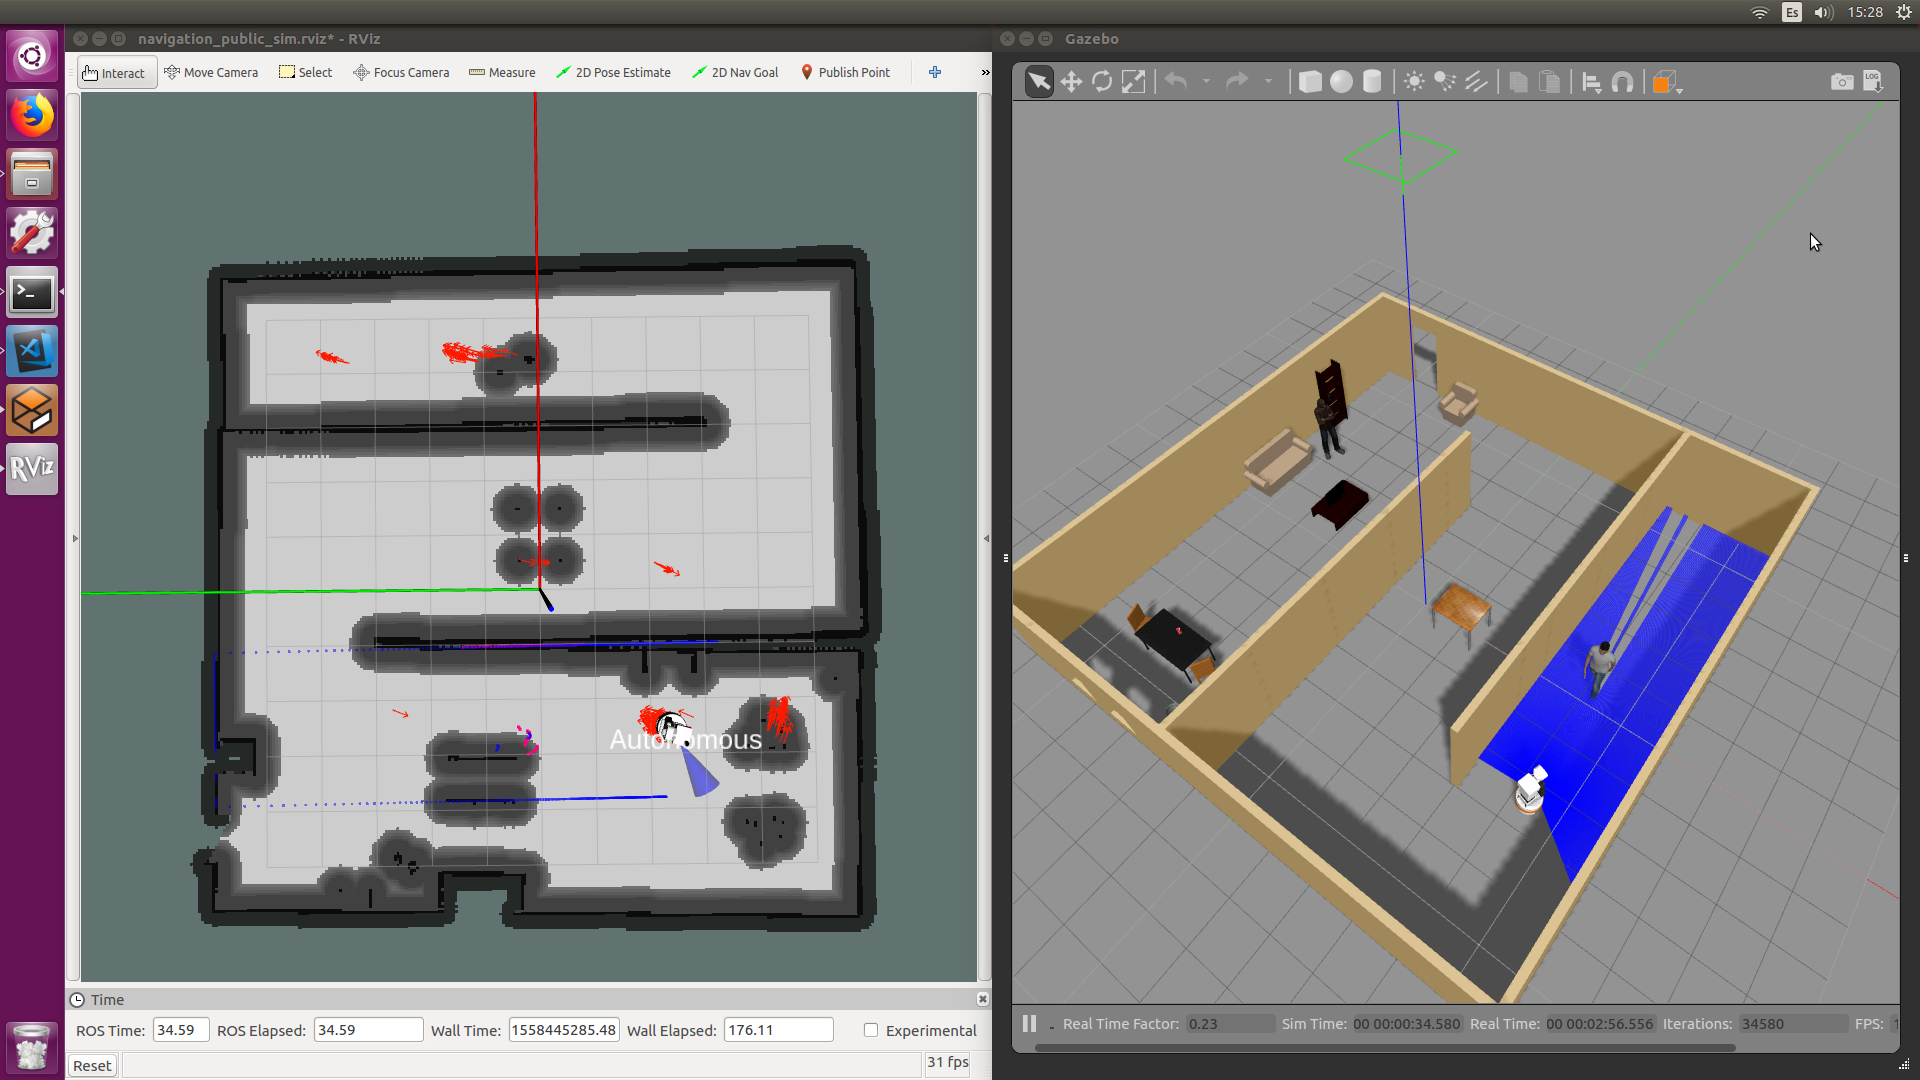 Es 15:28
navigation_public_sim.rviz* - RViz
Interact Move Camera Select Focus Camera Measure 2D Pose Estimate 2D Nav Goal Publish Point »
Autonomous
Time
ROS Time: 34.59 ROS Elapsed: 34.59 Wall Time: 1558445285.48 Wall Elapsed: 176.11 Experimental
Reset 31 fps
RViz
Gazebo
LOG
Real Time Factor: 0.23 Sim Time: 00 00:00:34.580 Real Time: 00 00:02:56.556 Iterations: 34580 FPS: